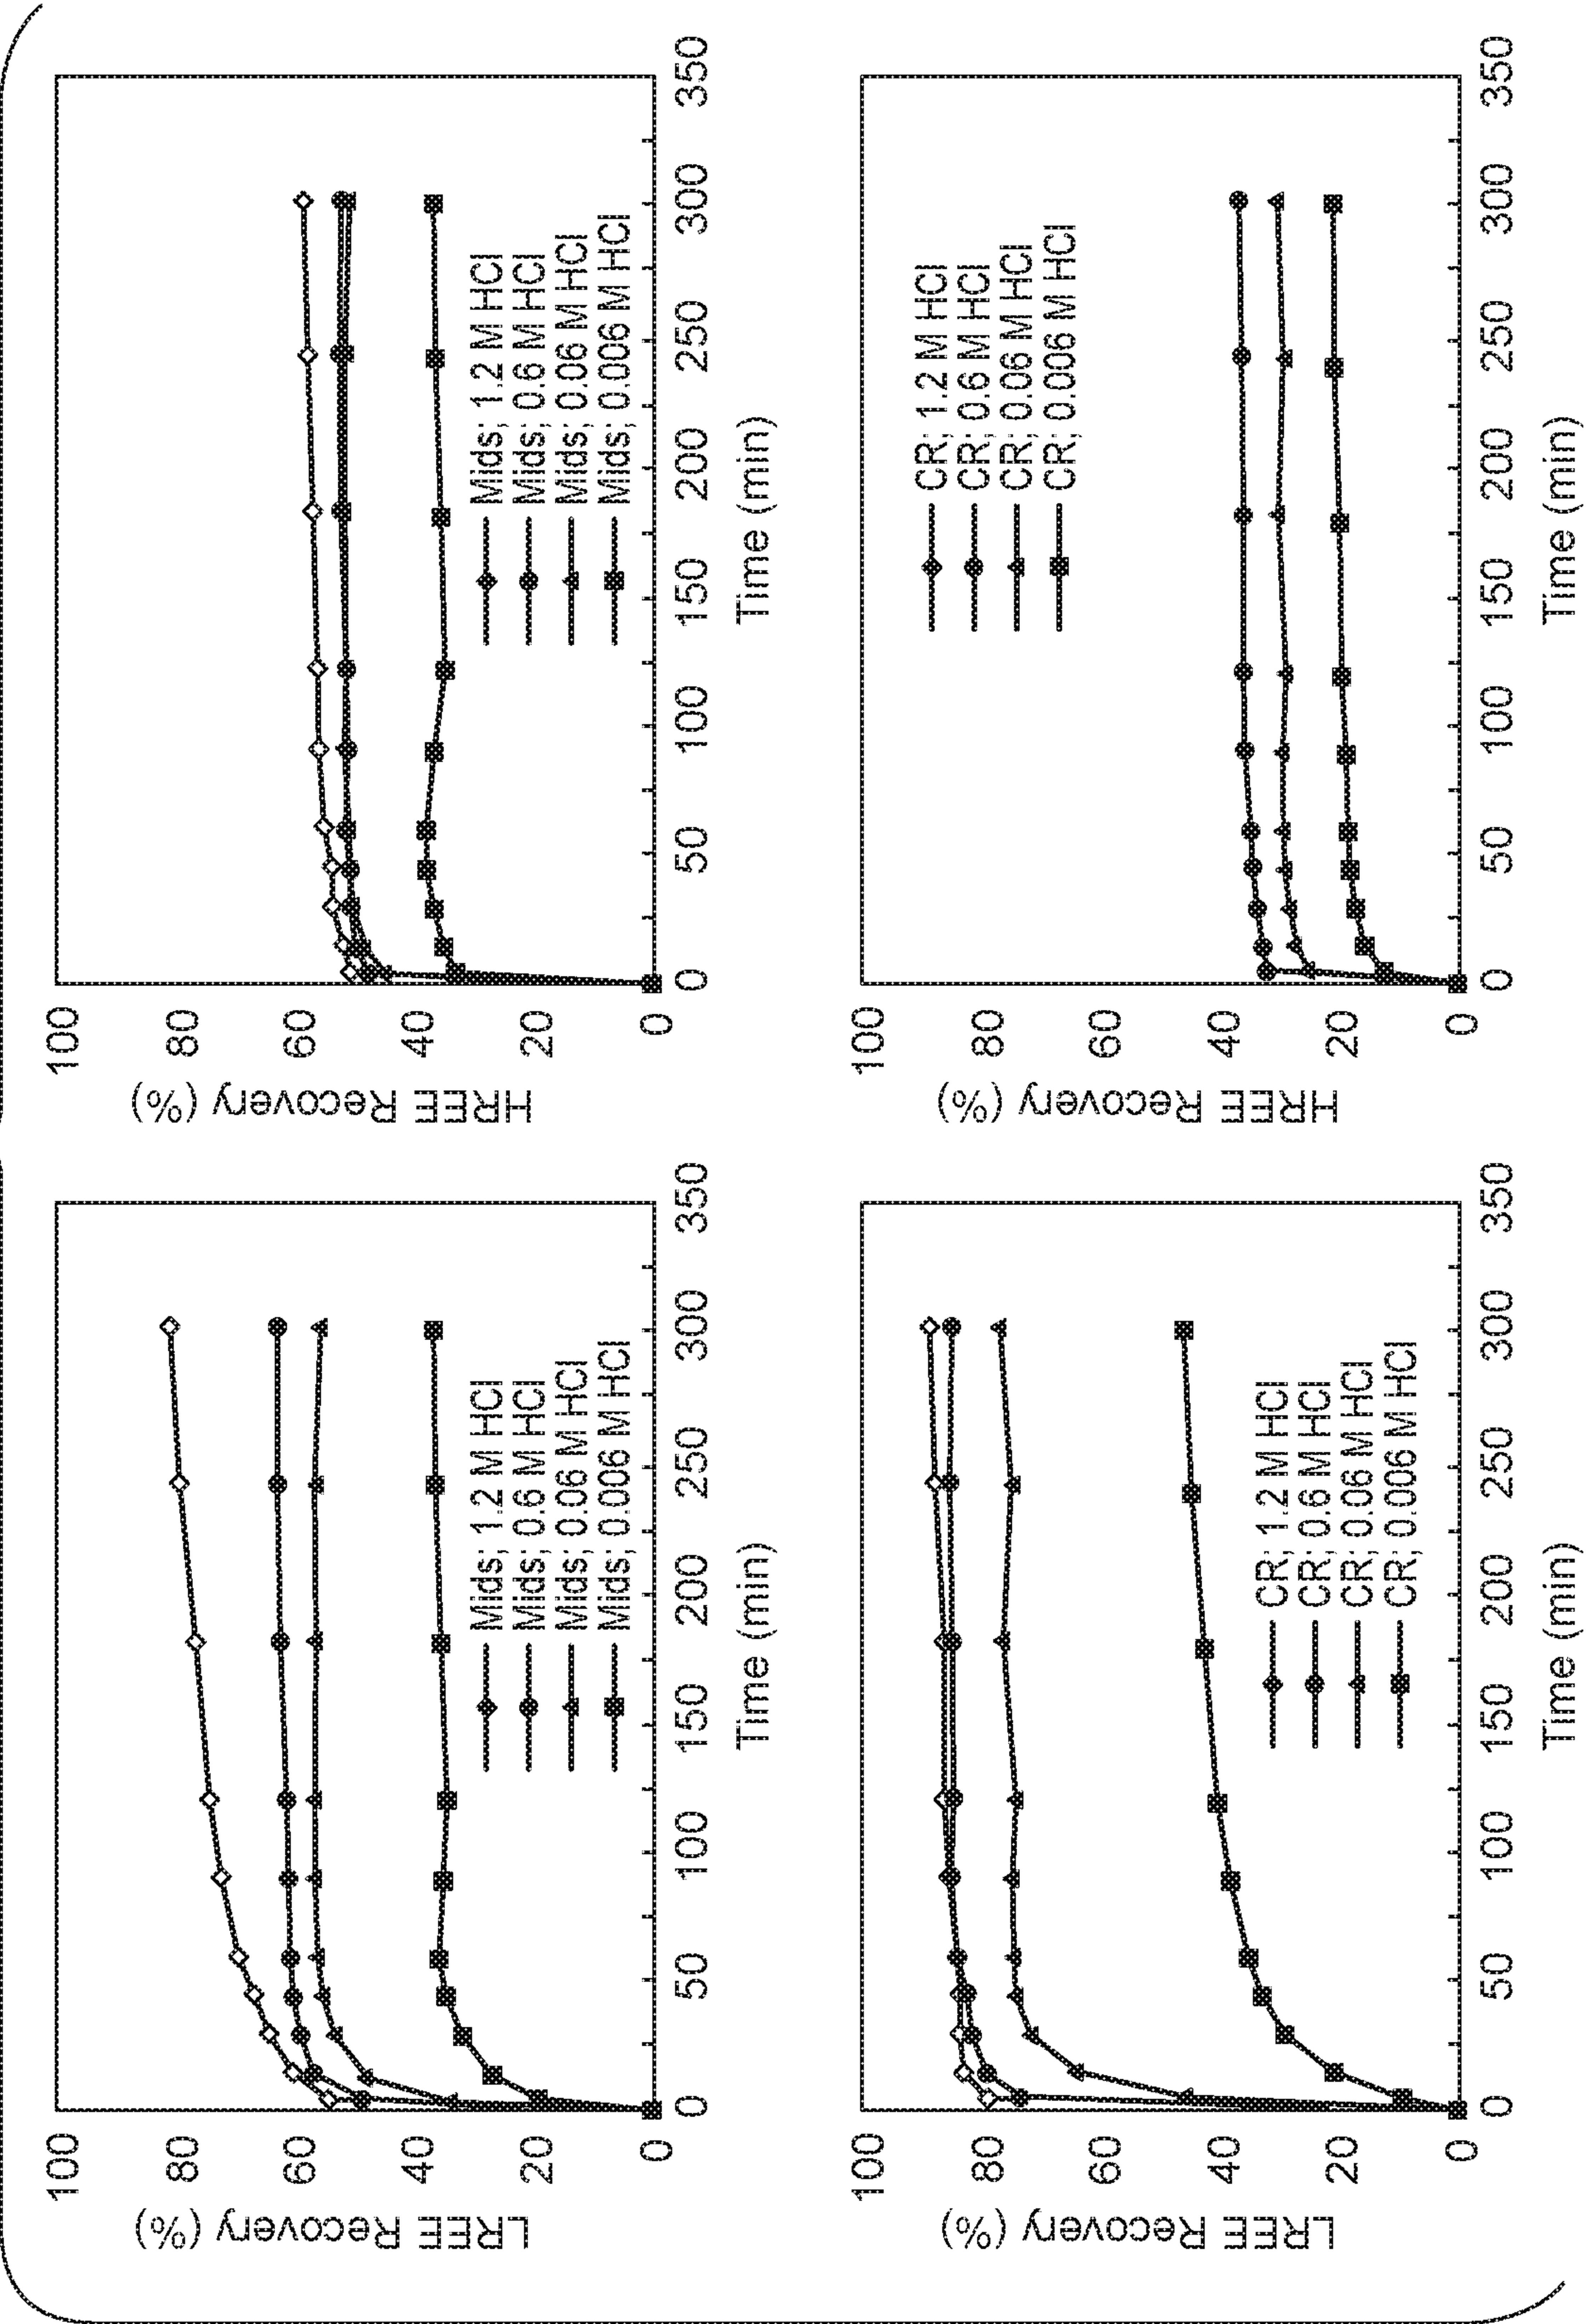 LREE Recovery (%)
100
80
60
40
20
0
Mids; 1.2 M HCl
Mids; 0.6 M HCl
Mids; 0.06 M HCl
Mids; 0.006 M HCl
0 50 100 150 200 250 300 350
Time (min)
HREE Recovery (%)
100
80
60
40
20
0
Mids; 1.2 M HCl
Mids; 0.6 M HCl
Mids; 0.06 M HCl
Mids; 0.006 M HCl
0 50 100 150 200 250 300 350
Time (min)
LREE Recovery (%)
100
80
60
40
20
0
CR; 1.2 M HCl
CR; 0.6 M HCl
CR; 0.06 M HCl
CR; 0.006 M HCl
0 50 100 150 200 250 300 350
Time (min)
HREE Recovery (%)
100
80
60
40
20
0
CR; 1.2 M HCl
CR; 0.6 M HCl
CR; 0.06 M HCl
CR; 0.006 M HCl
0 50 100 150 200 250 300 350
Time (min)